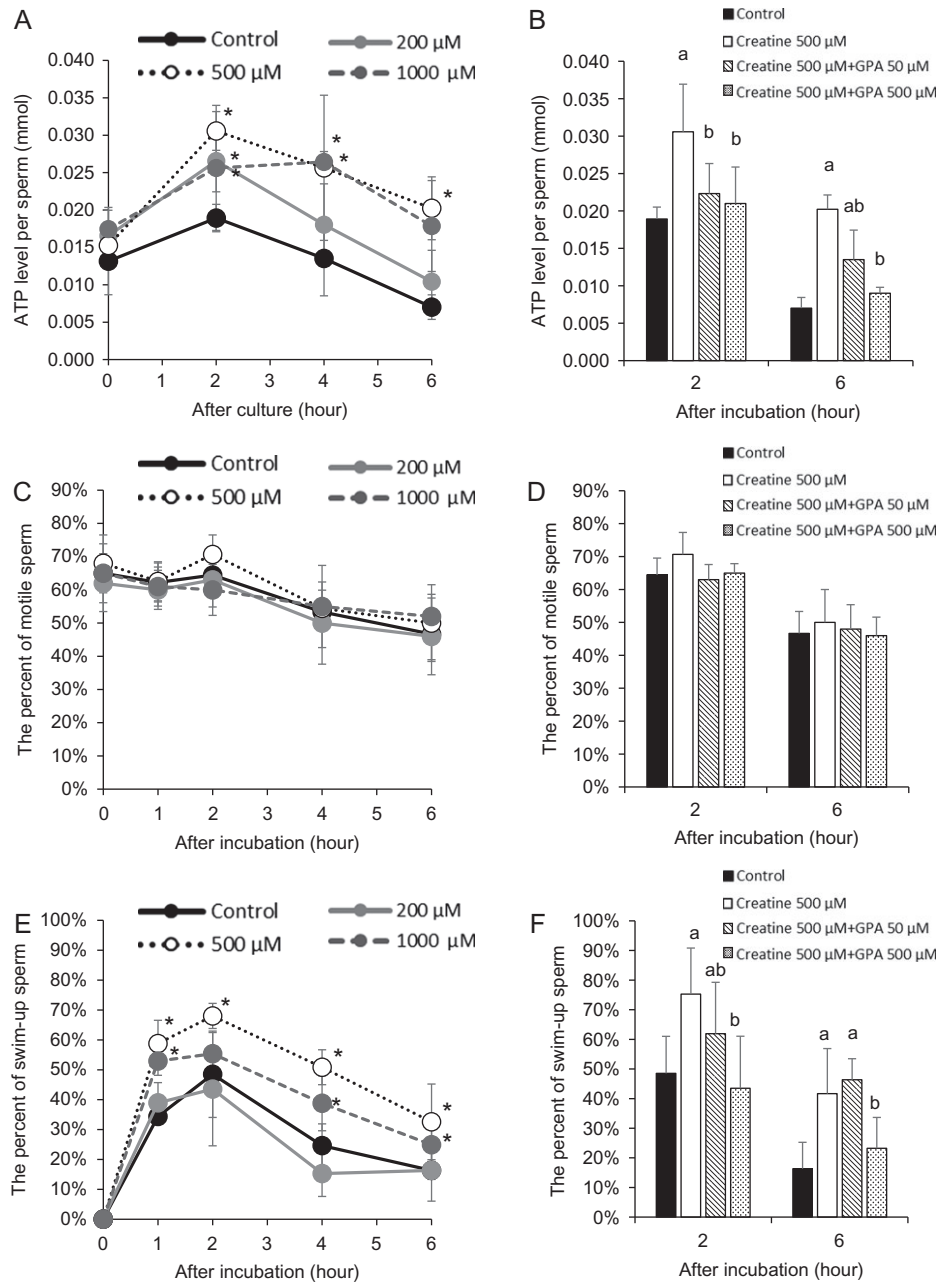 A
Control
200 µM
500 µM
1000 µM
ATP level per sperm (mmol)
0.040
0.035
0.030
0.025
0.020
0.015
0.010
0.005
0.000
*
*
*
*
*
*
0 1 2 3 4 5 6
After culture (hour)
B
Control
Creatine 500 µM
Creatine 500 µM+GPA 50 µM
Creatine 500 µM+GPA 500 µM
ATP level per sperm (mmol)
0.040
0.035
0.030
0.025
0.020
0.015
0.010
0.005
0.000
a
b b
a
ab
b
2 6
After incubation (hour)
C
Control
200 µM
500 µM
1000 µM
The percent of motile sperm
90%
80%
70%
60%
50%
40%
30%
20%
10%
0%
0 1 2 3 4 5 6
After incubation (hour)
D
Control
Creatine 500 µM
Creatine 500 µM+GPA 50 µM
Creatine 500 µM+GPA 500 µM
The percent of motile sperm
90%
80%
70%
60%
50%
40%
30%
20%
10%
0%
2 6
After incubation (hour)
E
Control
200 µM
500 µM
1000 µM
The percent of swim-up sperm
100%
90%
80%
70%
60%
50%
40%
30%
20%
10%
0%
*
*
*
*
*
*
*
0 1 2 3 4 5 6
After incubation (hour)
F
Control
Creatine 500 µM
Creatine 500 µM+GPA 50 µM
Creatine 500 µM+GPA 500 µM
The percent of swim-up sperm
100%
90%
80%
70%
60%
50%
40%
30%
20%
10%
0%
a
ab
b
a a
b
2 6
After incubation (hour)